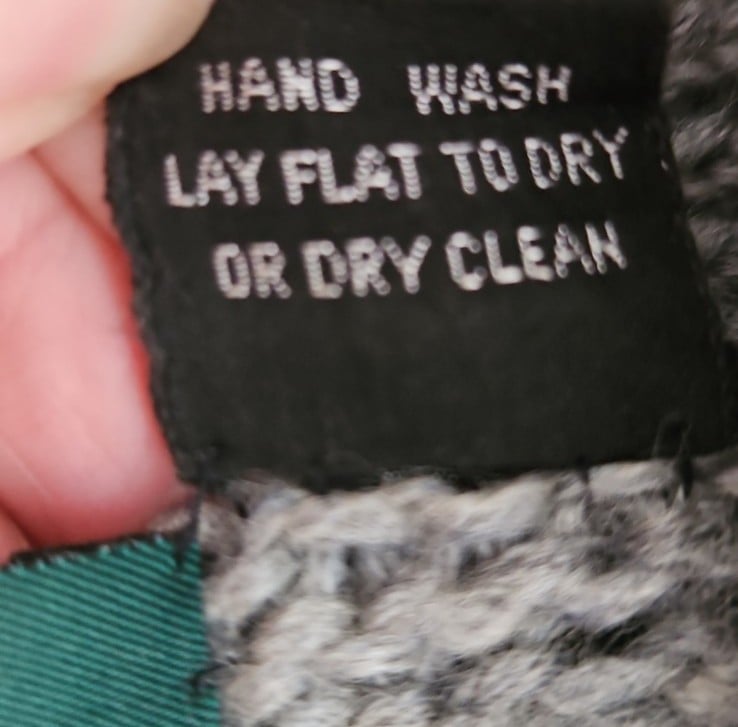 HAND WASH
LAY FLAT TO DRY
OR DRY CLEAN